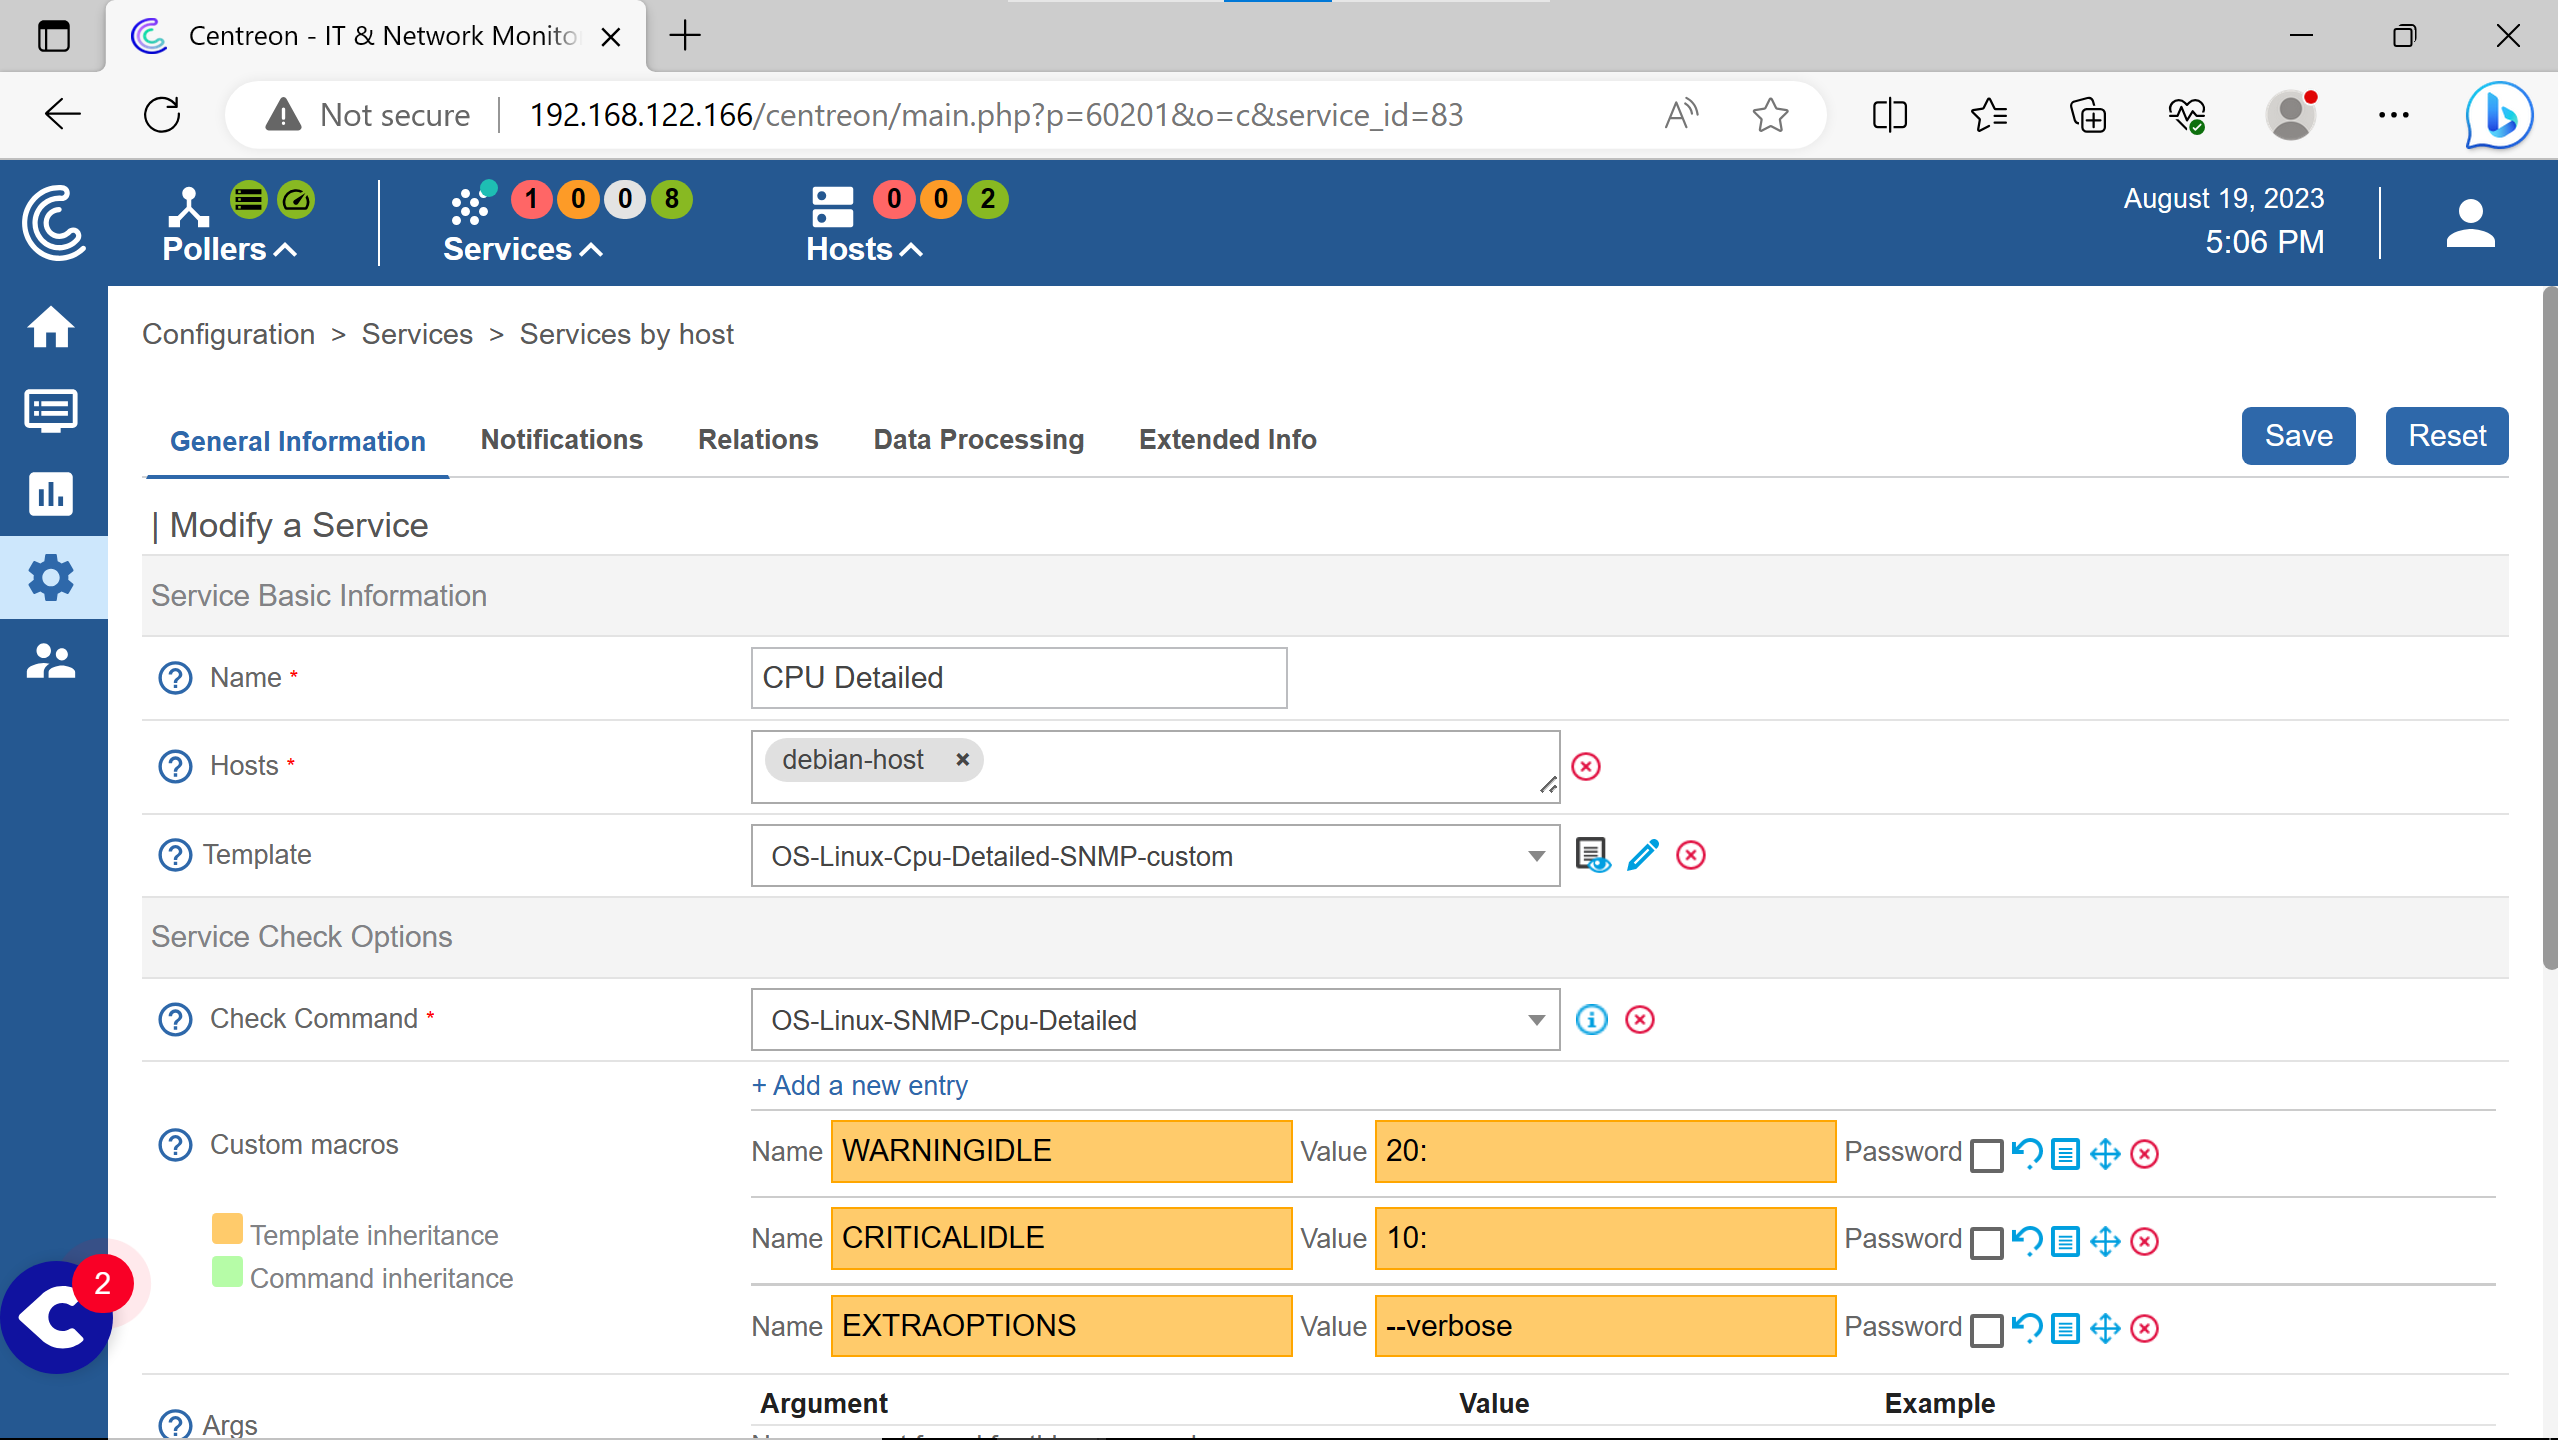 Centreon - IT & Network Monito
Not secure
192.168.122.166/centreon/main.php?p=60201&o=c&service_id=83
Pollers
1 0 0 8
Services
0 0 2
Hosts
August 19, 2023
5:06 PM
Configuration > Services > Services by host
General Information Notifications Relations Data Processing Extended Info
Save Reset
| Modify a Service
Service Basic Information
Name * CPU Detailed
Hosts * debian-host ×
Template OS-Linux-Cpu-Detailed-SNMP-custom
Service Check Options
Check Command * OS-Linux-SNMP-Cpu-Detailed
+ Add a new entry
Custom macros
Name WARNINGIDLE Value 20: Password
Name CRITICALIDLE Value 10: Password
Name EXTRAOPTIONS Value --verbose Password
Template inheritance
Command inheritance
2
Argument Value Example
Args